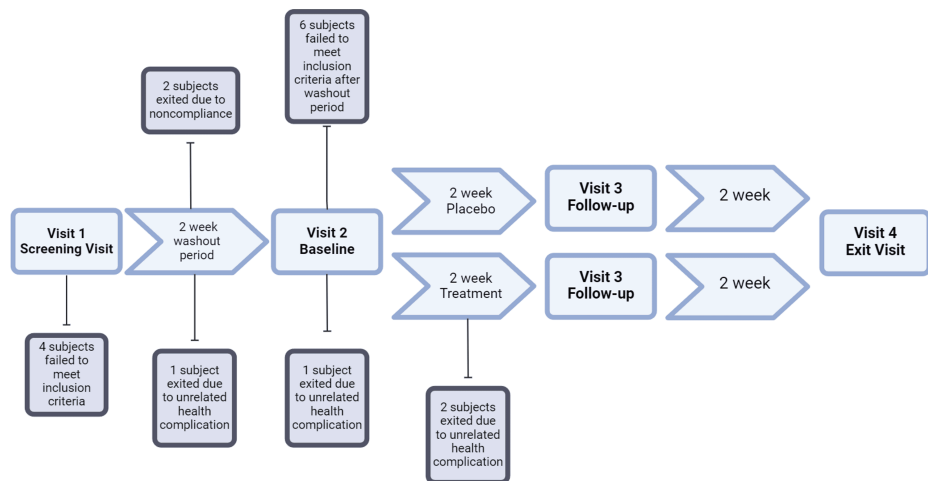 6 subjects
failed to
meet
inclusion
criteria after
washout
period
2 subjects
exited due to
noncompliance
Visit 1
Screening Visit
2 week
washout
period
Visit 2
Baseline
2 week
Placebo
Visit 3
Follow-up
2 week
2 week
Treatment
Visit 3
Follow-up
2 week
Visit 4
Exit Visit
4 subjects
failed to
meet
inclusion
criteria
1 subject
exited due
to unrelated
health
complication
1 subject
exited due
to unrelated
health
complication
2 subjects
exited due
to unrelated
health
complication